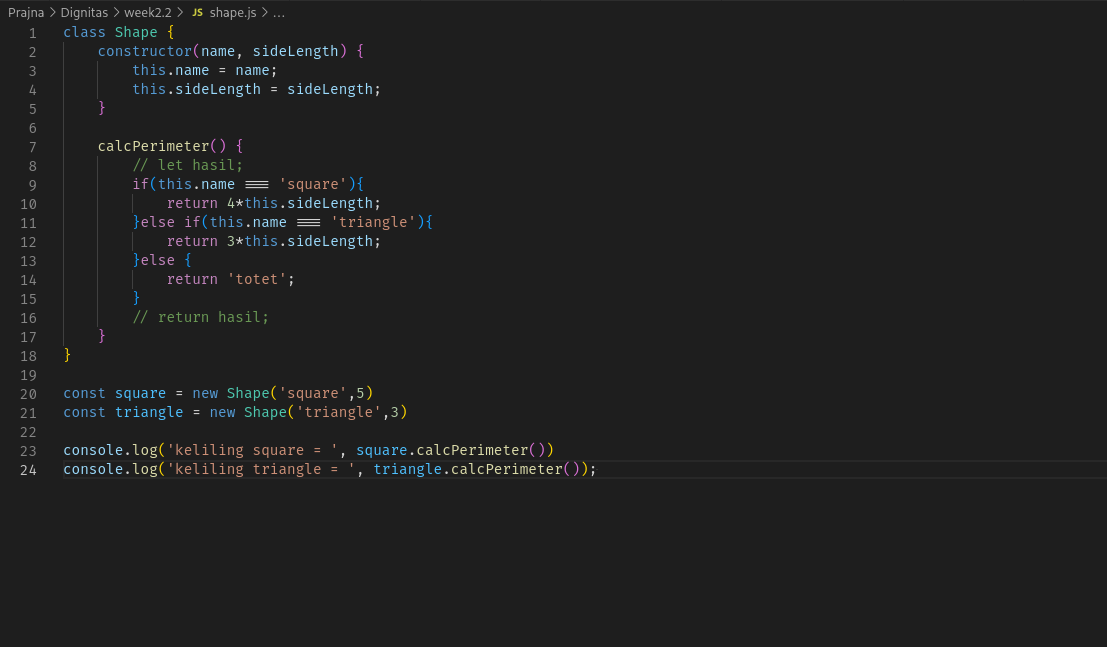 Prajna > Dignitas > week2.2 > JS shape.js > ...
1 class Shape {
2     constructor(name, sideLength) {
3         this.name = name;
4         this.sideLength = sideLength;
5     }
6
7     calcPerimeter() {
8         // let hasil;
9         if(this.name === 'square'){
10             return 4*this.sideLength;
11         }else if(this.name === 'triangle'){
12             return 3*this.sideLength;
13         }else {
14             return 'totet';
15         }
16         // return hasil;
17     }
18 }
19
20 const square = new Shape('square',5)
21 const triangle = new Shape('triangle',3)
22
23 console.log('keliling square = ', square.calcPerimeter())
24 console.log('keliling triangle = ', triangle.calcPerimeter());